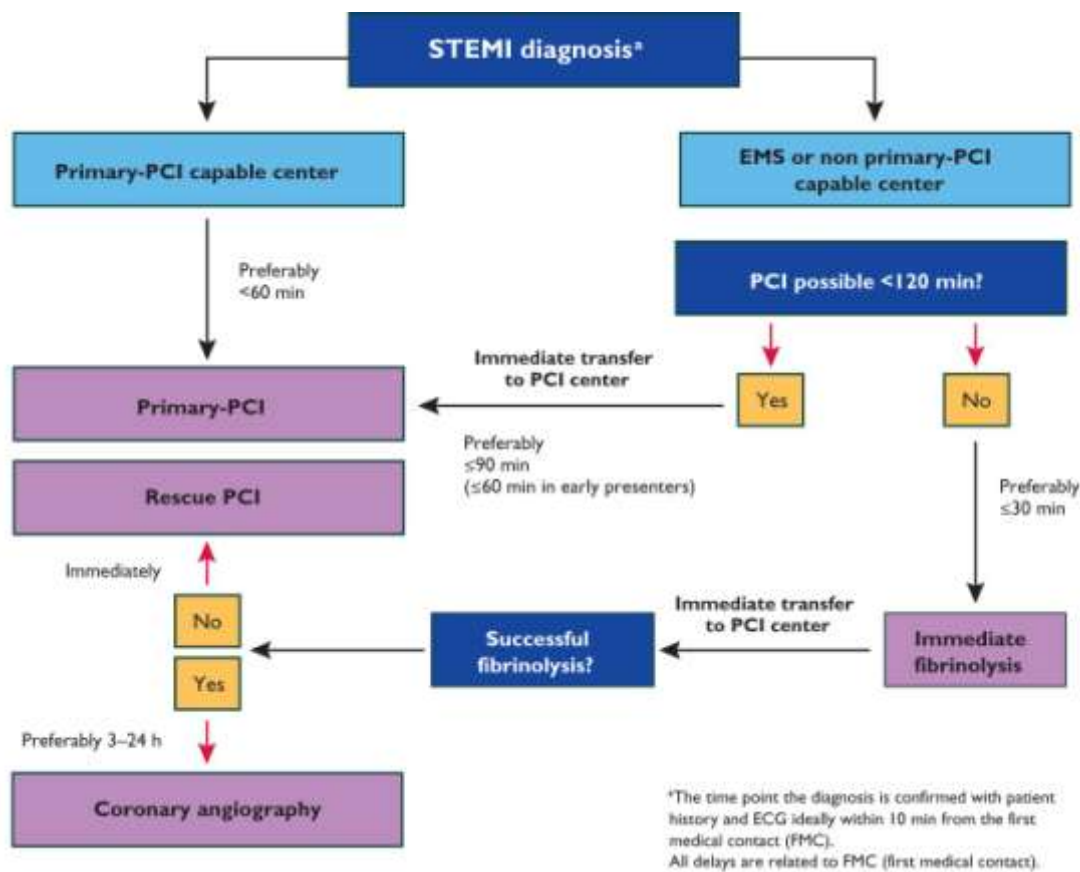 STEMI diagnosisª
Primary-PCI capable center
EMS or non primary-PCI
capable center
Preferably
<60 min
PCI possible <120 min?
Immediate transfer
to PCI center
Yes
No
Primary-PCI
Preferably
≤90 min
(≤60 min in early presenters)
Rescue PCI
Preferably
≤30 min
Immediately
No
Immediate transfer
to PCI center
Successful
fibrinolysis?
Immediate
fibrinolysis
Yes
Preferably 3–24 h
Coronary angiography
ªThe time point the diagnosis is confirmed with patient
history and ECG ideally within 10 min from the first
medical contact (FMC).
All delays are related to FMC (first medical contact).